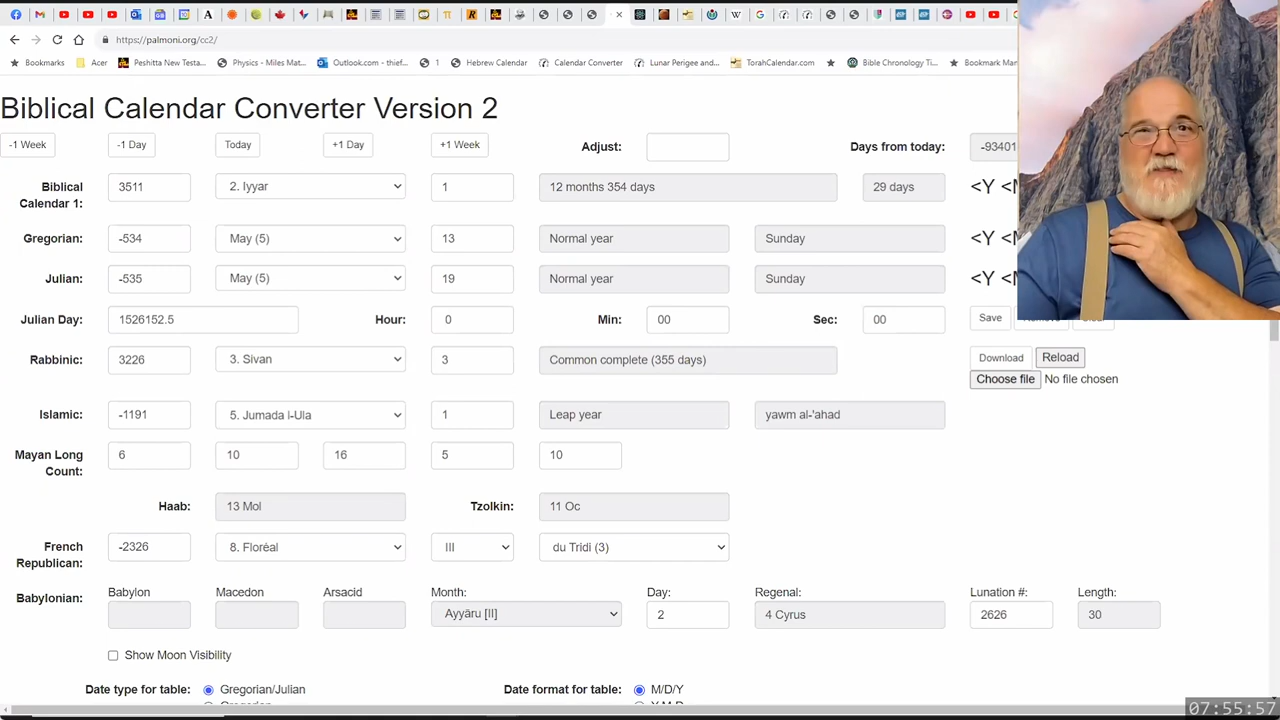 https://palmoni.org/cc2/
Bookmarks Acer Peshitta New Testa... Physics - Miles Mat... Outlook.com - thief... 1 Hebrew Calendar Calendar Converter Lunar Perigee and... TorahCalendar.com Bible Chronology Ti... Bookmark Man
Biblical Calendar Converter Version 2
-1 Week -1 Day Today +1 Day +1 Week Adjust: Days from today: -93401
Biblical Calendar 1: 3511 2. Iyyar 1 12 months 354 days 29 days <Y <M
Gregorian: -534 May (5) 13 Normal year Sunday <Y <M
Julian: -535 May (5) 19 Normal year Sunday <Y <M
Julian Day: 1526152.5 Hour: 0 Min: 00 Sec: 00 Save
Rabbinic: 3226 3. Sivan 3 Common complete (355 days) Download Reload
Choose file No file chosen
Islamic: -1191 5. Jumada l-Ula 1 Leap year yawm al-'ahad
Mayan Long Count: 6 10 16 5 10
Haab: 13 Mol Tzolkin: 11 Oc
French Republican: -2326 8. Floréal III du Tridi (3)
Babylon Macedon Arsacid Month: Day: Regenal: Lunation #: Length:
Babylonian: Ayyāru [II] 2 4 Cyrus 2626 30
Show Moon Visibility
Date type for table: Gregorian/Julian Date format for table: M/D/Y
07:55:57